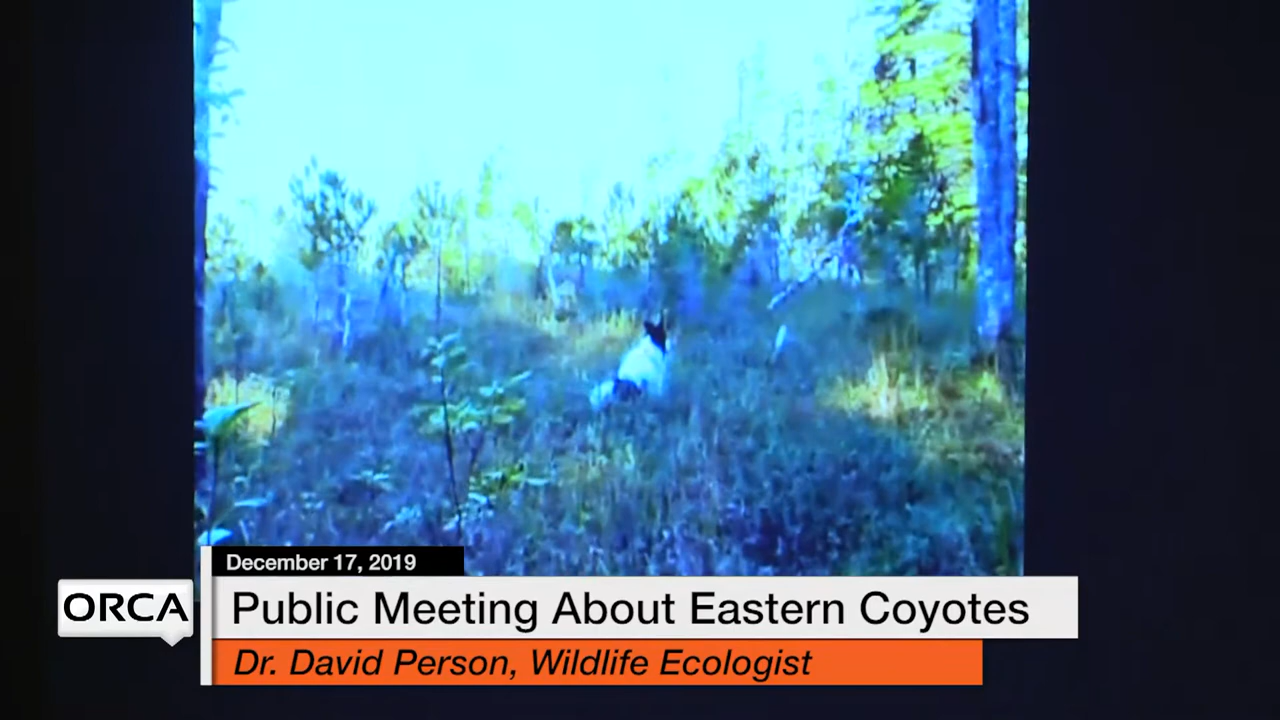 December 17, 2019
ORCA
Public Meeting About Eastern Coyotes
Dr. David Person, Wildlife Ecologist